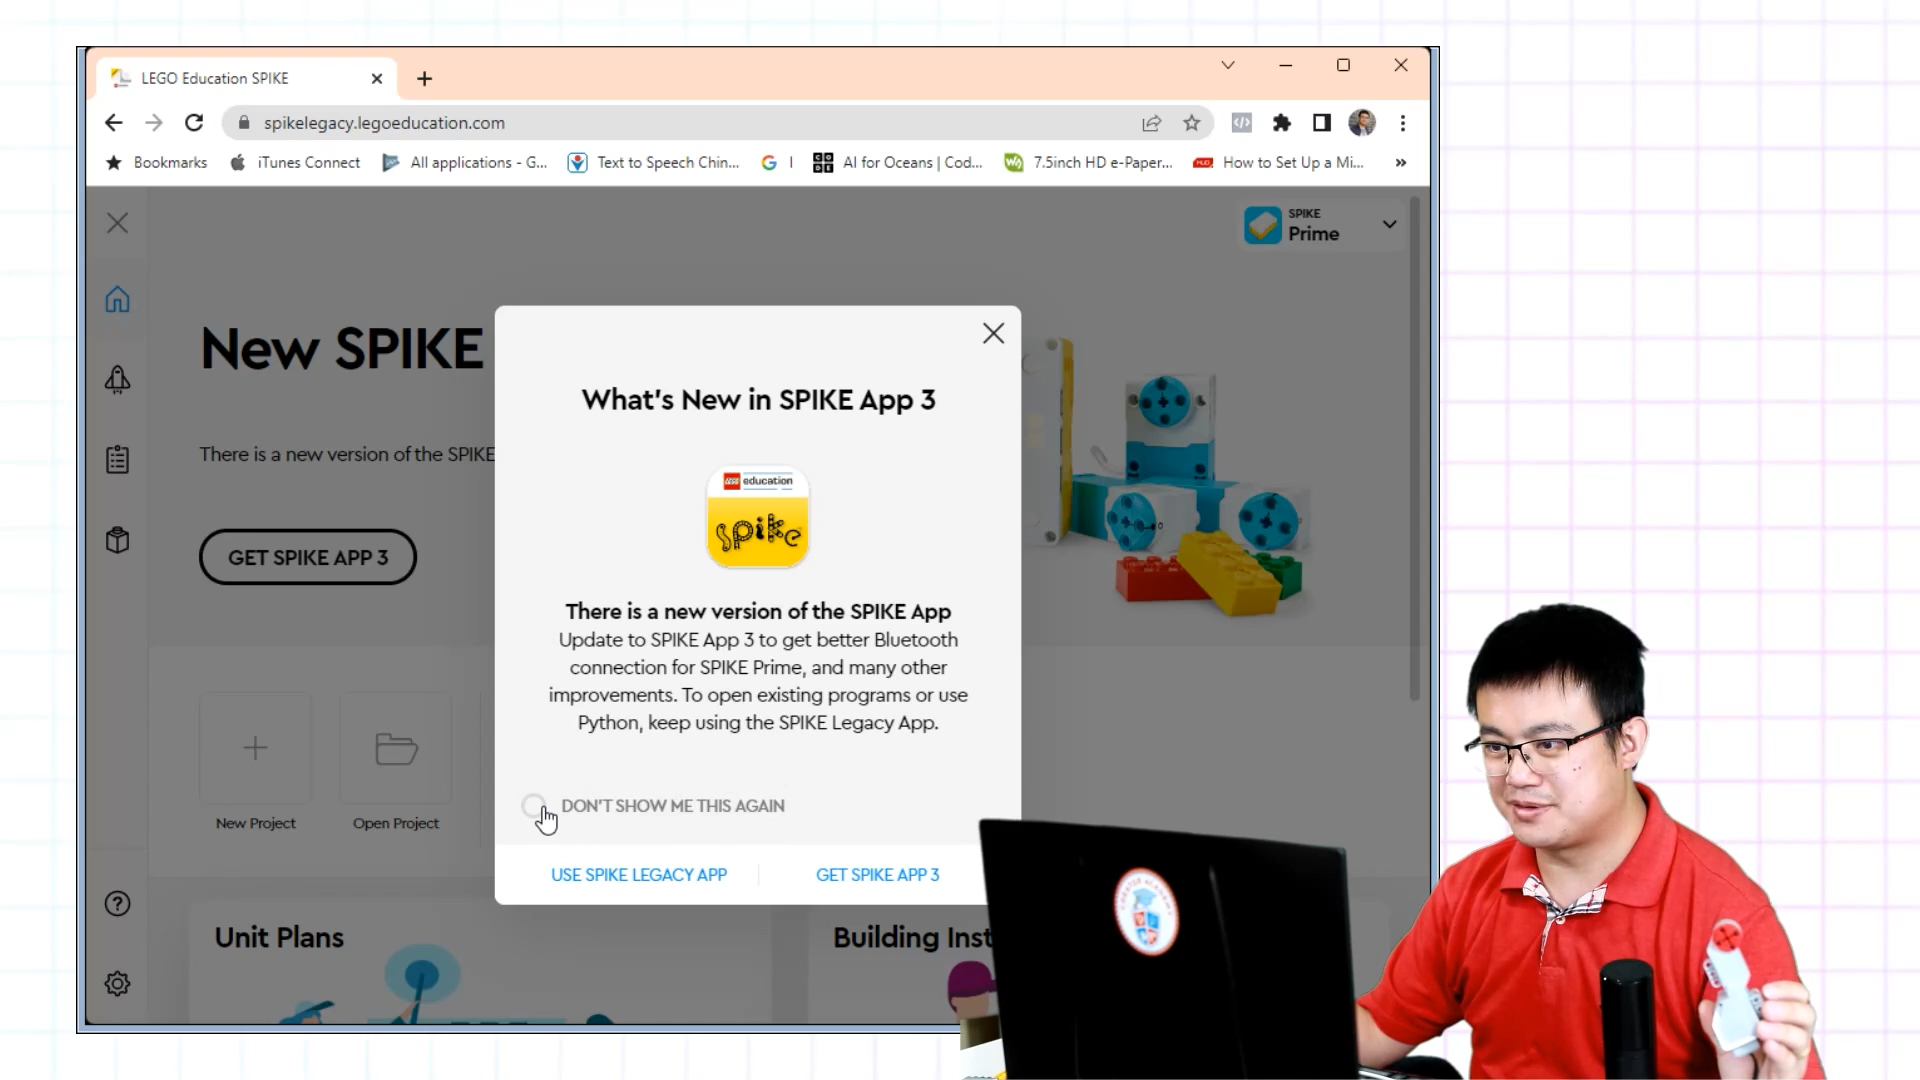 LEGO Education SPIKE
spikelegacy.legoeducation.com
Bookmarks
iTunes Connect
All applications - G...
Text to Speech Chin...
I
AI for Oceans | Cod...
7.5inch HD e-Paper...
How to Set Up a Mi...
»
SPIKE
Prime
New SPIKE
There is a new version of the SPIKE
GET SPIKE APP 3
What's New in SPIKE App 3
LEGO education
spike
There is a new version of the SPIKE App
Update to SPIKE App 3 to get better Bluetooth
connection for SPIKE Prime, and many other
improvements. To open existing programs or use
Python, keep using the SPIKE Legacy App.
DON'T SHOW ME THIS AGAIN
USE SPIKE LEGACY APP
GET SPIKE APP 3
New Project
Open Project
Unit Plans
Building Inst